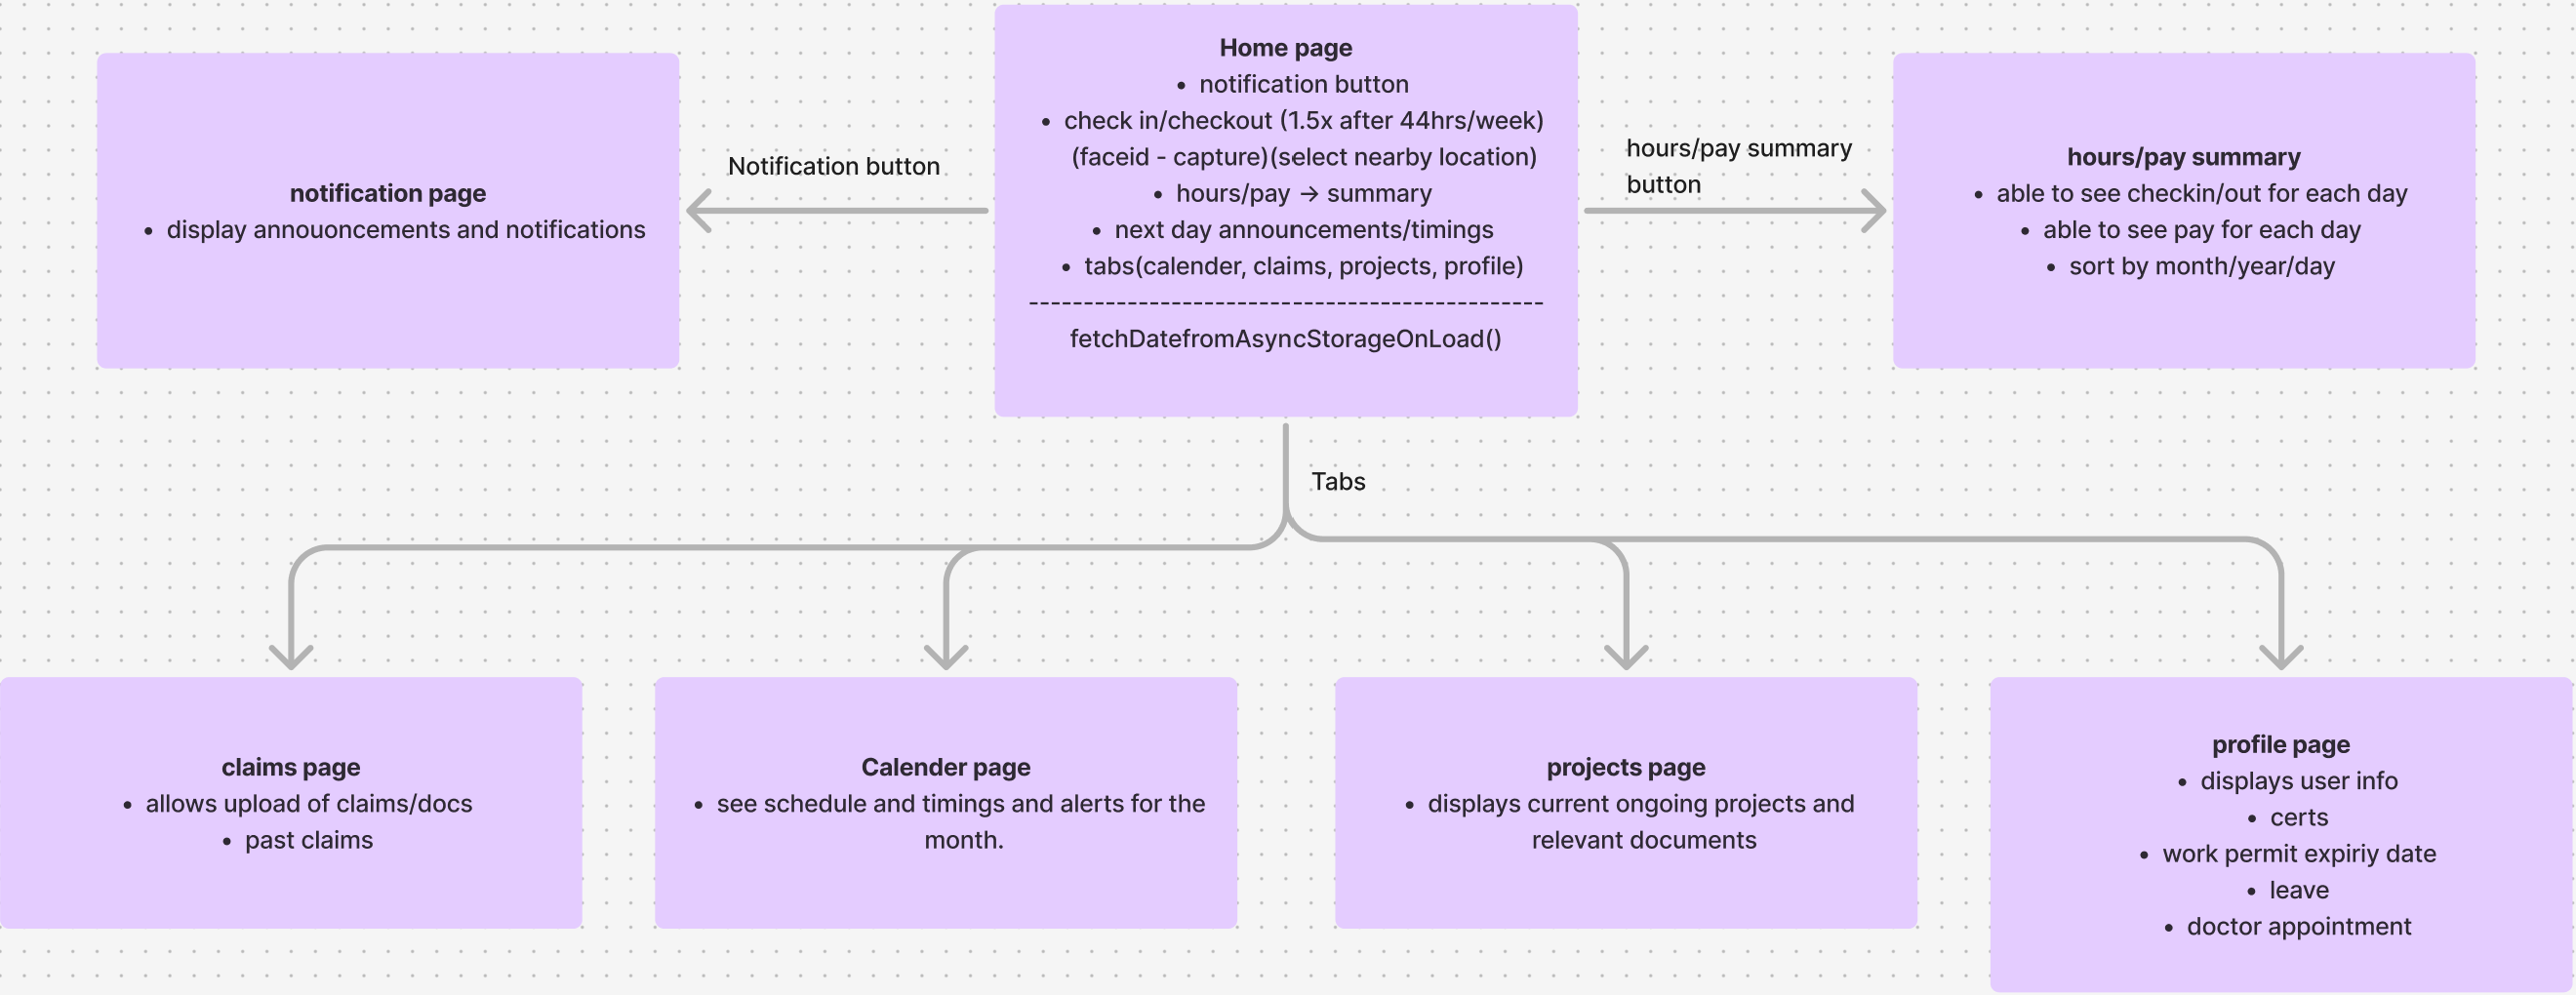 Home page
• notification button
• check in/checkout (1.5x after 44hrs/week)
(faceid - capture)(select nearby location)
• hours/pay → summary
• next day announcements/timings
• tabs(calender, claims, projects, profile)
-----------------------------------------------
fetchDatefromAsyncStorageOnLoad()
Notification button
notification page
• display annouoncements and notifications
hours/pay summary
button
hours/pay summary
• able to see checkin/out for each day
• able to see pay for each day
• sort by month/year/day
Tabs
claims page
• allows upload of claims/docs
• past claims
Calender page
• see schedule and timings and alerts for the
month.
projects page
• displays current ongoing projects and
relevant documents
profile page
• displays user info
• certs
• work permit expiriy date
• leave
• doctor appointment